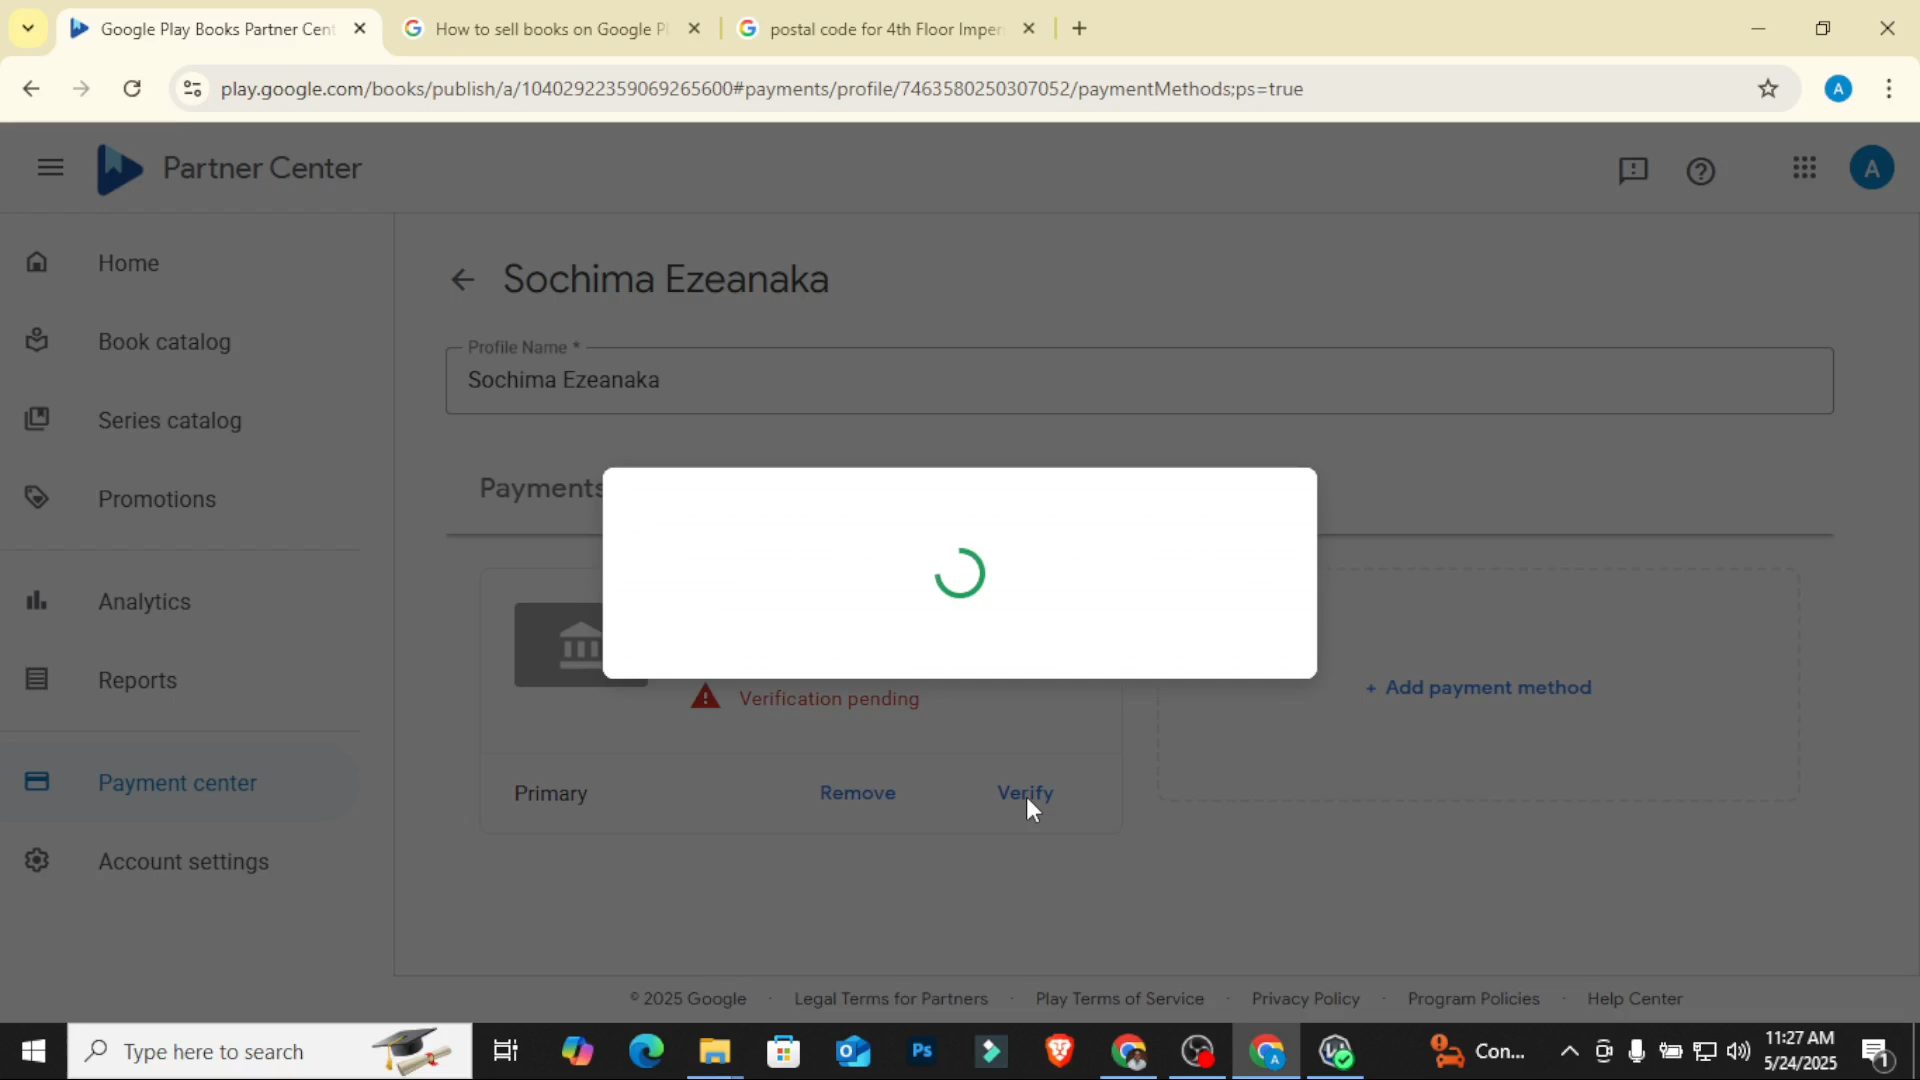 Google Play Books Partner Cent
How to sell books on Google Pl
postal code for 4th Floor Imper
play.google.com/books/publish/a/10402922359069265600#payments/profile/7463580250307052/paymentMethods;ps=true
A
Partner Center
A
Home
Book catalog
Series catalog
Promotions
Analytics
Reports
Payment center
Account settings
Sochima Ezeanaka
Profile Name *
Sochima Ezeanaka
Payments
Verification pending
Primary
Remove
Verify
+ Add payment method
© 2025 Google · Legal Terms for Partners · Play Terms of Service · Privacy Policy · Program Policies · Help Center
Type here to search
Ps
A
Con...
11:27 AM
5/24/2025
1